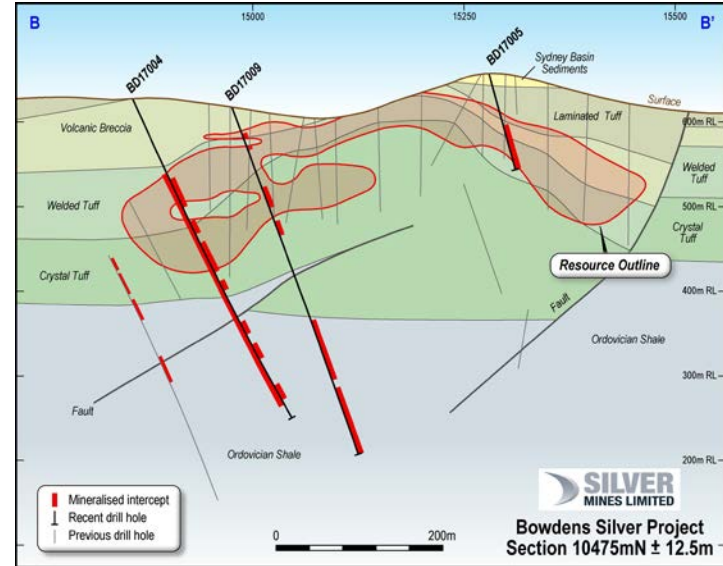 B
15000
15250
15500
B'
BD17004
BD17009
BD17005
Sydney Basin
Sediments
Surface
600m RL
Volcanic Breccia
Laminated Tuff
Welded Tuff
Welded
Tuff
500m RL
Crystal
Tuff
Crystal Tuff
Resource Outline
400m RL
Fault
Ordovician Shale
300m RL
Fault
Ordovician Shale
200m RL
Mineralised intercept
Recent drill hole
Previous drill hole
0
200m
SILVER
MINES LIMITED
Bowdens Silver Project
Section 10475mN ± 12.5m